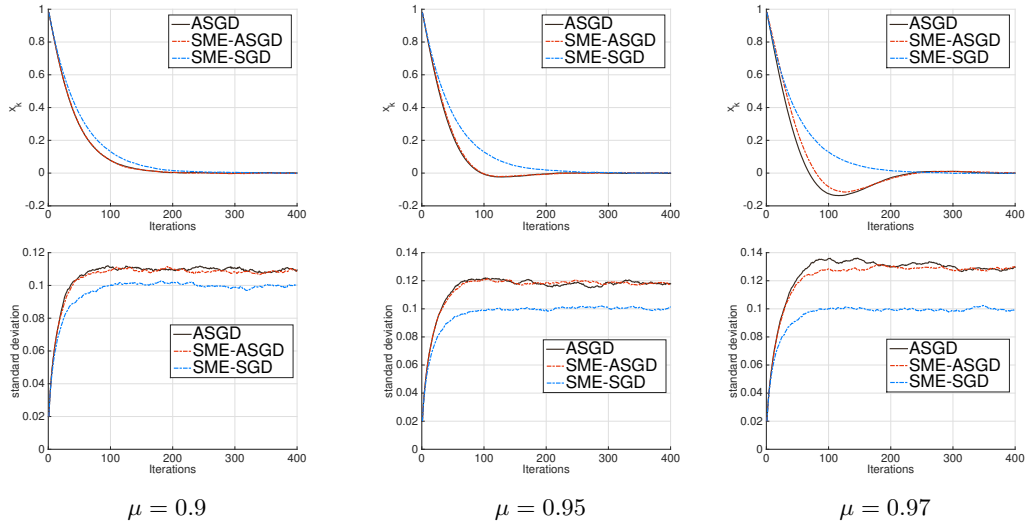 1
0.8
0.6
0.4
0.2
0
-0.2
x_k
0
100
200
300
400
Iterations
ASGD
SME-ASGD
SME-SGD
1
0.8
0.6
0.4
0.2
0
-0.2
x_k
0
100
200
300
400
Iterations
ASGD
SME-ASGD
SME-SGD
1
0.8
0.6
0.4
0.2
0
-0.2
x_k
0
100
200
300
400
Iterations
ASGD
SME-ASGD
SME-SGD
0.12
0.1
0.08
0.06
0.04
0.02
0
standard deviation
0
100
200
300
400
Iterations
ASGD
SME-ASGD
SME-SGD
0.14
0.12
0.1
0.08
0.06
0.04
0.02
0
standard deviation
0
100
200
300
400
Iterations
ASGD
SME-ASGD
SME-SGD
0.14
0.12
0.1
0.08
0.06
0.04
0.02
0
standard deviation
0
100
200
300
400
Iterations
ASGD
SME-ASGD
SME-SGD
μ = 0.9
μ = 0.95
μ = 0.97